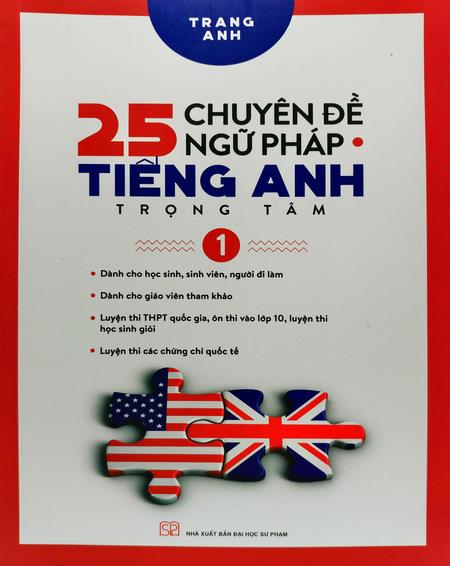 TRANG
ANH
25 CHUYÊN ĐỀ
NGỮ PHÁP •
TIẾNG ANH
TRỌNG TÂM
1
• Dành cho học sinh, sinh viên, người đi làm
• Dành cho giáo viên tham khảo
• Luyện thi THPT quốc gia, ôn thi vào lớp 10, luyện thi
học sinh giỏi
• Luyện thi các chứng chỉ quốc tế
SP
NHÀ XUẤT BẢN ĐẠI HỌC SƯ PHẠM